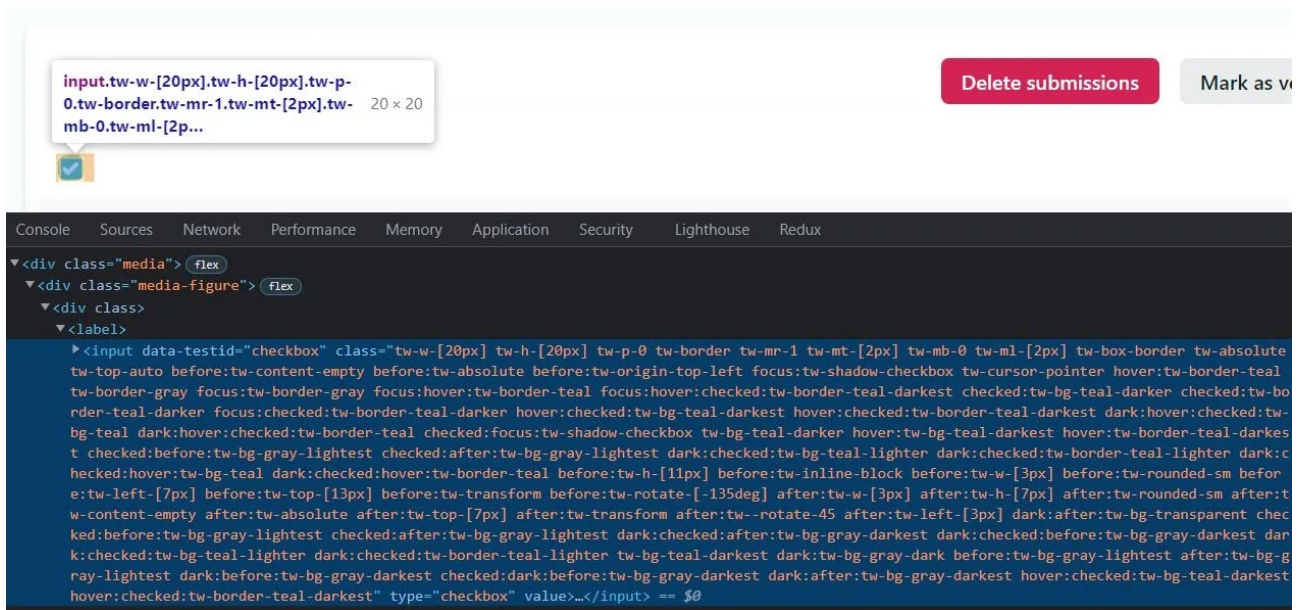 input.tw-w-[20px].tw-h-[20px].tw-p-
0.tw-border.tw-mr-1.tw-mt-[2px].tw- 20 × 20
mb-0.tw-ml-[2p...
Delete submissions Mark as ve
Console Sources Network Performance Memory Application Security Lighthouse Redux
▼<div class="media"> flex
▼<div class="media-figure"> flex
▼<div class>
▼<label>
▶<input data-testid="checkbox" class="tw-w-[20px] tw-h-[20px] tw-p-0 tw-border tw-mr-1 tw-mt-[2px] tw-mb-0 tw-ml-[2px] tw-box-border tw-absolute
tw-top-auto before:tw-content-empty before:tw-absolute before:tw-origin-top-left focus:tw-shadow-checkbox tw-cursor-pointer hover:tw-border-teal
tw-border-gray focus:tw-border-gray focus:hover:tw-border-teal focus:hover:checked:tw-border-teal-darkest checked:tw-bg-teal-darker checked:tw-bo
rder-teal-darker focus:checked:tw-border-teal-darker hover:checked:tw-bg-teal-darkest hover:checked:tw-border-teal-darkest dark:hover:checked:tw-
bg-teal dark:hover:checked:tw-border-teal checked:focus:tw-shadow-checkbox tw-bg-teal-darker hover:tw-bg-teal-darkest hover:tw-border-teal-darkes
t checked:before:tw-bg-gray-lightest checked:after:tw-bg-gray-lightest dark:checked:tw-bg-teal-lighter dark:checked:tw-border-teal-lighter dark:c
hecked:hover:tw-bg-teal dark:checked:hover:tw-border-teal before:tw-h-[11px] before:tw-inline-block before:tw-w-[3px] before:tw-rounded-sm befor
e:tw-left-[7px] before:tw-top-[13px] before:tw-transform before:tw-rotate-[-135deg] after:tw-w-[3px] after:tw-h-[7px] after:tw-rounded-sm after:t
w-content-empty after:tw-absolute after:tw-top-[7px] after:tw-transform after:tw--rotate-45 after:tw-left-[3px] dark:after:tw-bg-transparent chec
ked:before:tw-bg-gray-lightest checked:after:tw-bg-gray-lightest dark:checked:after:tw-bg-gray-darkest dark:checked:before:tw-bg-gray-darkest dar
k:checked:tw-bg-teal-lighter dark:checked:tw-border-teal-lighter tw-bg-teal-darkest dark:tw-bg-gray-dark before:tw-bg-gray-lightest after:tw-bg-g
ray-lightest dark:before:tw-bg-gray-darkest checked:dark:before:tw-bg-gray-darkest dark:after:tw-bg-gray-darkest hover:checked:tw-bg-teal-darkest
hover:checked:tw-border-teal-darkest" type="checkbox" value>…</input> == $0